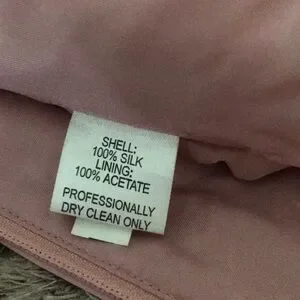 SHELL:
100% SILK
LINING:
100% ACETATE
PROFESSIONALLY
DRY CLEAN ONLY